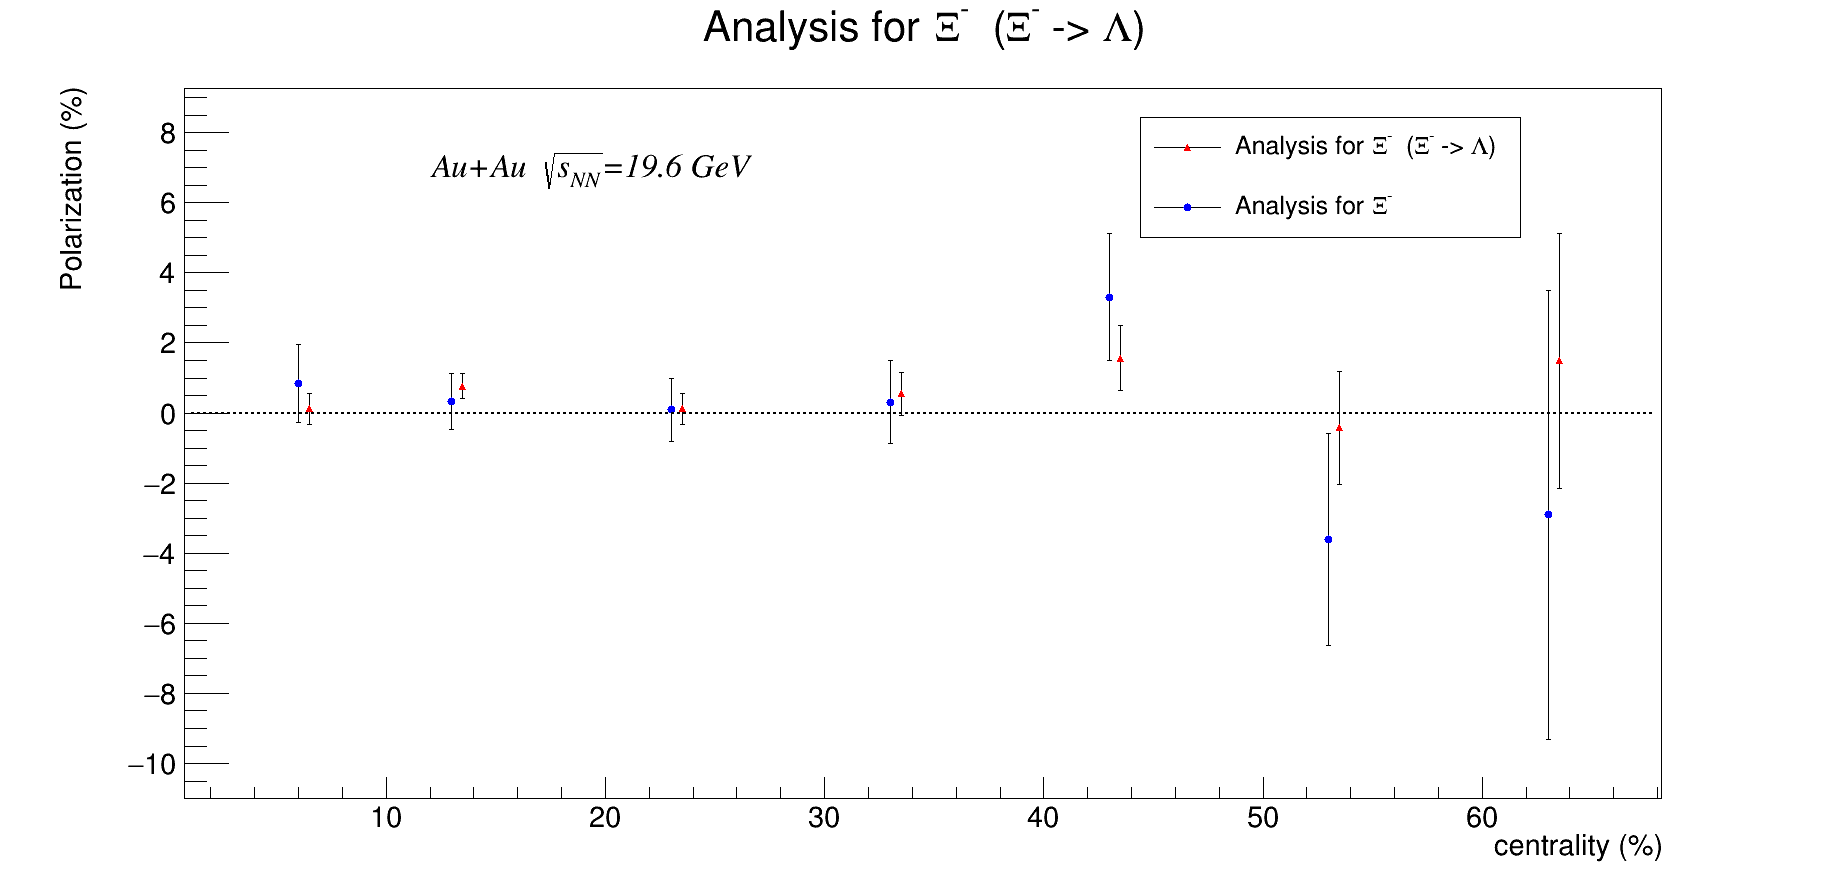 Analysis for Ξ⁻ (Ξ⁻ -> Λ)
Polarization (%)
Au+Au √sNN=19.6 GeV
Analysis for Ξ⁻ (Ξ⁻ -> Λ)
Analysis for Ξ⁻
8
6
4
2
0
−2
−4
−6
−8
−10
10 20 30 40 50 60
centrality (%)